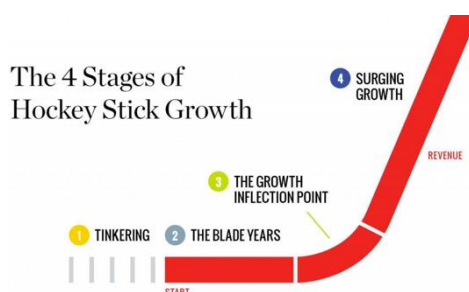 The 4 Stages of
Hockey Stick Growth
4 SURGING
GROWTH
REVENUE
3 THE GROWTH
INFLECTION POINT
1 TINKERING
2 THE BLADE YEARS
START